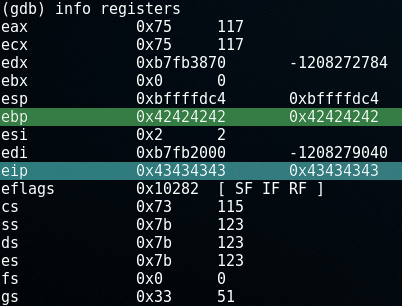 (gdb) info registers
eax 0x75 117
ecx 0x75 117
edx 0xb7fb3870 -1208272784
ebx 0x0 0
esp 0xbffffdc4 0xbffffdc4
ebp 0x42424242 0x42424242
esi 0x2 2
edi 0xb7fb2000 -1208279040
eip 0x43434343 0x43434343
eflags 0x10282 [ SF IF RF ]
cs 0x73 115
ss 0x7b 123
ds 0x7b 123
es 0x7b 123
fs 0x0 0
gs 0x33 51